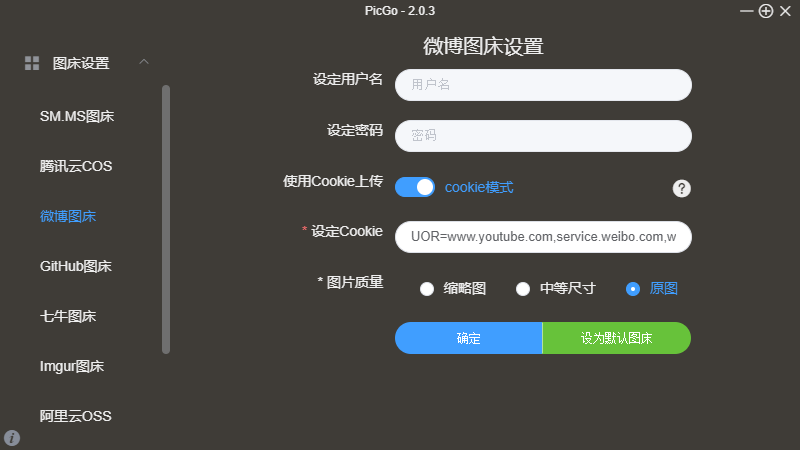 PicGo - 2.0.3
图床设置
SM.MS图床
腾讯云COS
微博图床
GitHub图床
七牛图床
Imgur图床
阿里云OSS
微博图床设置
设定用户名 用户名
设定密码 密码
使用Cookie上传 cookie模式 ?
* 设定Cookie UOR=www.youtube.com,service.weibo.com,w
* 图片质量 缩略图 中等尺寸 原图
确定 设为默认图床
i